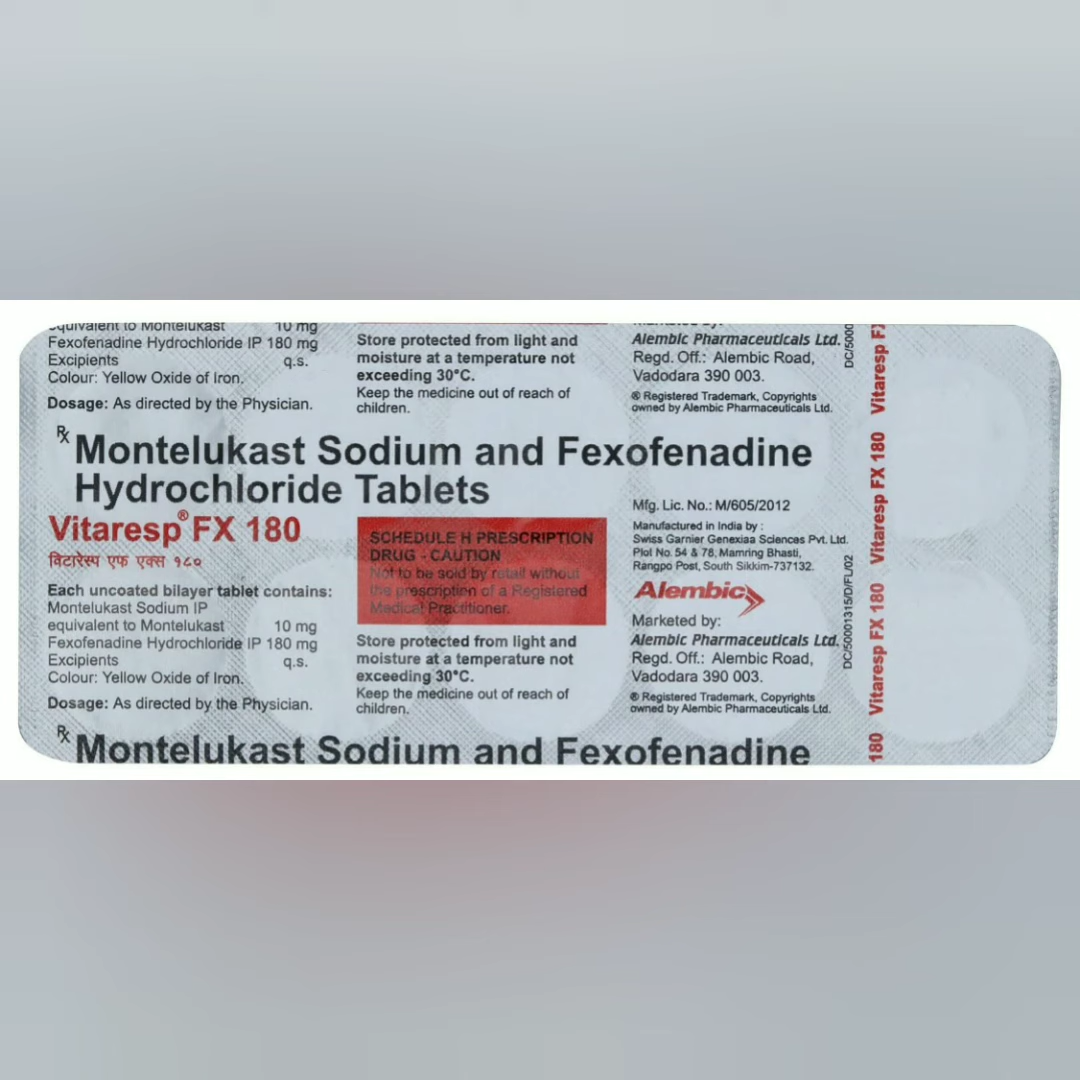 equivalent to Montelukast 10 mg
Fexofenadine Hydrochloride IP 180 mg
Excipients q.s.
Colour: Yellow Oxide of Iron.
Dosage: As directed by the Physician.
Store protected from light and
moisture at a temperature not
exceeding 30°C.
Keep the medicine out of reach of
children.
Marketed by:
Alembic Pharmaceuticals Ltd.
Regd. Off.: Alembic Road,
Vadodara 390 003.
® Registered Trademark, Copyrights
owned by Alembic Pharmaceuticals Ltd.
DC/5000
Rx Montelukast Sodium and Fexofenadine
Hydrochloride Tablets
Vitaresp® FX 180
विटारेस्प एफ एक्स १८०
Each uncoated bilayer tablet contains:
Montelukast Sodium IP
equivalent to Montelukast 10 mg
Fexofenadine Hydrochloride IP 180 mg
Excipients q.s.
Colour: Yellow Oxide of Iron.
Dosage: As directed by the Physician.
SCHEDULE H PRESCRIPTION
DRUG - CAUTION
Not to be sold by retail without
the prescription of a Registered
Medical Practitioner.
Store protected from light and
moisture at a temperature not
exceeding 30°C.
Keep the medicine out of reach of
children.
Mfg. Lic. No.: M/605/2012
Manufactured in India by :
Swiss Garnier Genexiaa Sciences Pvt. Ltd.
Plot No. 54 & 78, Mamring Bhasti,
Rangpo Post, South Sikkim-737132.
Alembic
Marketed by:
Alembic Pharmaceuticals Ltd.
Regd. Off.: Alembic Road,
Vadodara 390 003.
® Registered Trademark, Copyrights
owned by Alembic Pharmaceuticals Ltd.
DC/50001315/D/FL/02
180 Vitaresp FX 180 Vitaresp FX 180 Vitaresp FX
Rx Montelukast Sodium and Fexofenadine